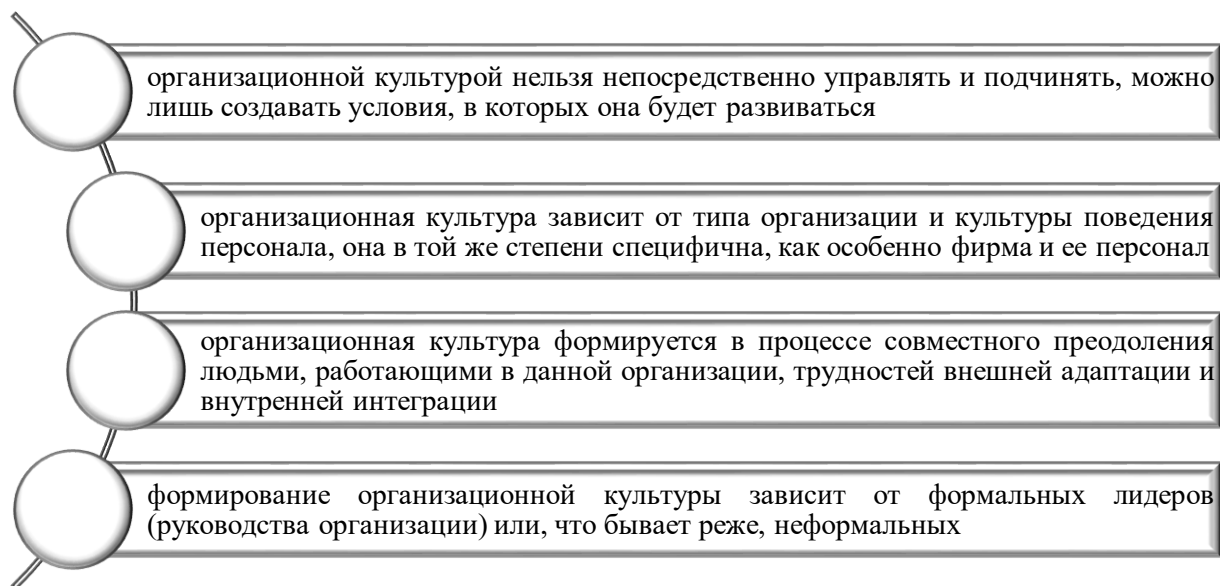 организационной культурой нельзя непосредственно управлять и подчинять, можно
лишь создавать условия, в которых она будет развиваться
организационная культура зависит от типа организации и культуры поведения
персонала, она в той же степени специфична, как особенно фирма и ее персонал
организационная культура формируется в процессе совместного преодоления
людьми, работающими в данной организации, трудностей внешней адаптации и
внутренней интеграции
формирование организационной культуры зависит от формальных лидеров
(руководства организации) или, что бывает реже, неформальных